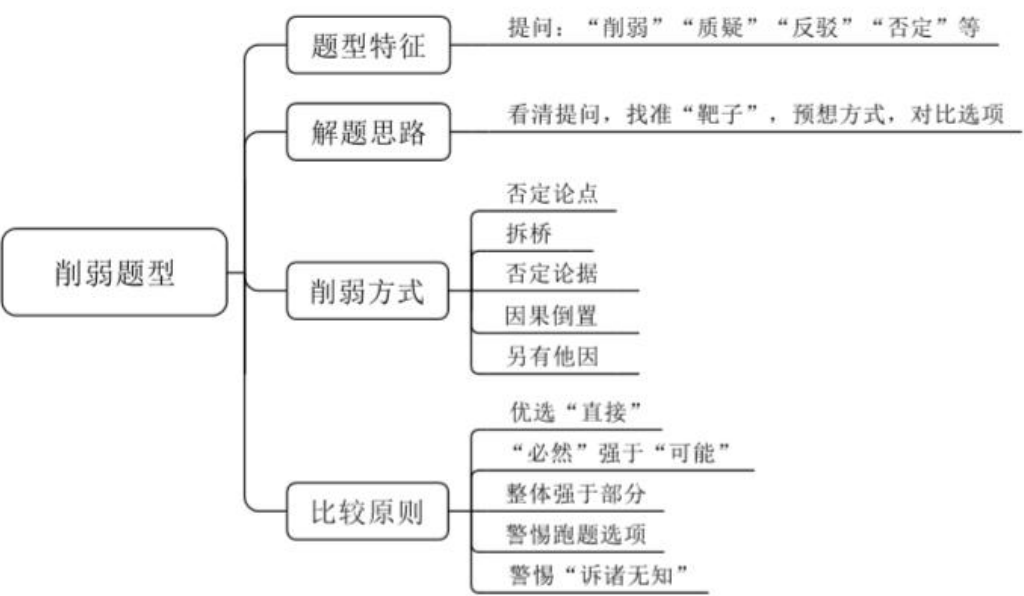 削弱题型
题型特征
提问：“削弱”“质疑”“反驳”“否定”等
解题思路
看清提问，找准“靶子”，预想方式，对比选项
削弱方式
否定论点
拆桥
否定论据
因果倒置
另有他因
比较原则
优选“直接”
“必然”强于“可能”
整体强于部分
警惕跑题选项
警惕“诉诸无知”